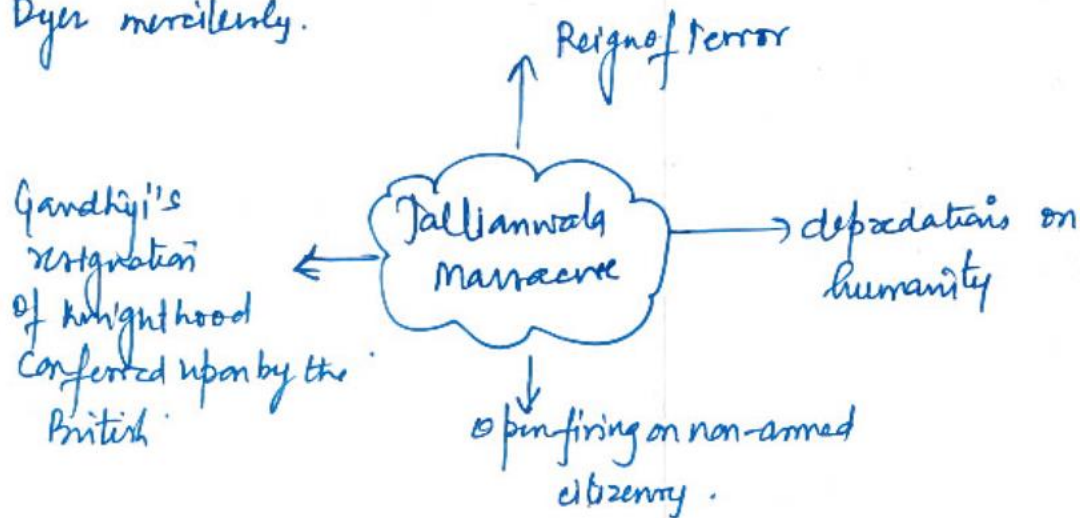 Dyer mercilessly.
Reign of Terror
Gandhiji's
resignation
of knighthood
Conferred upon by the
British.
Jallianwala
Massacre
depredations on
humanity
Open firing on non-armed
citizenry.